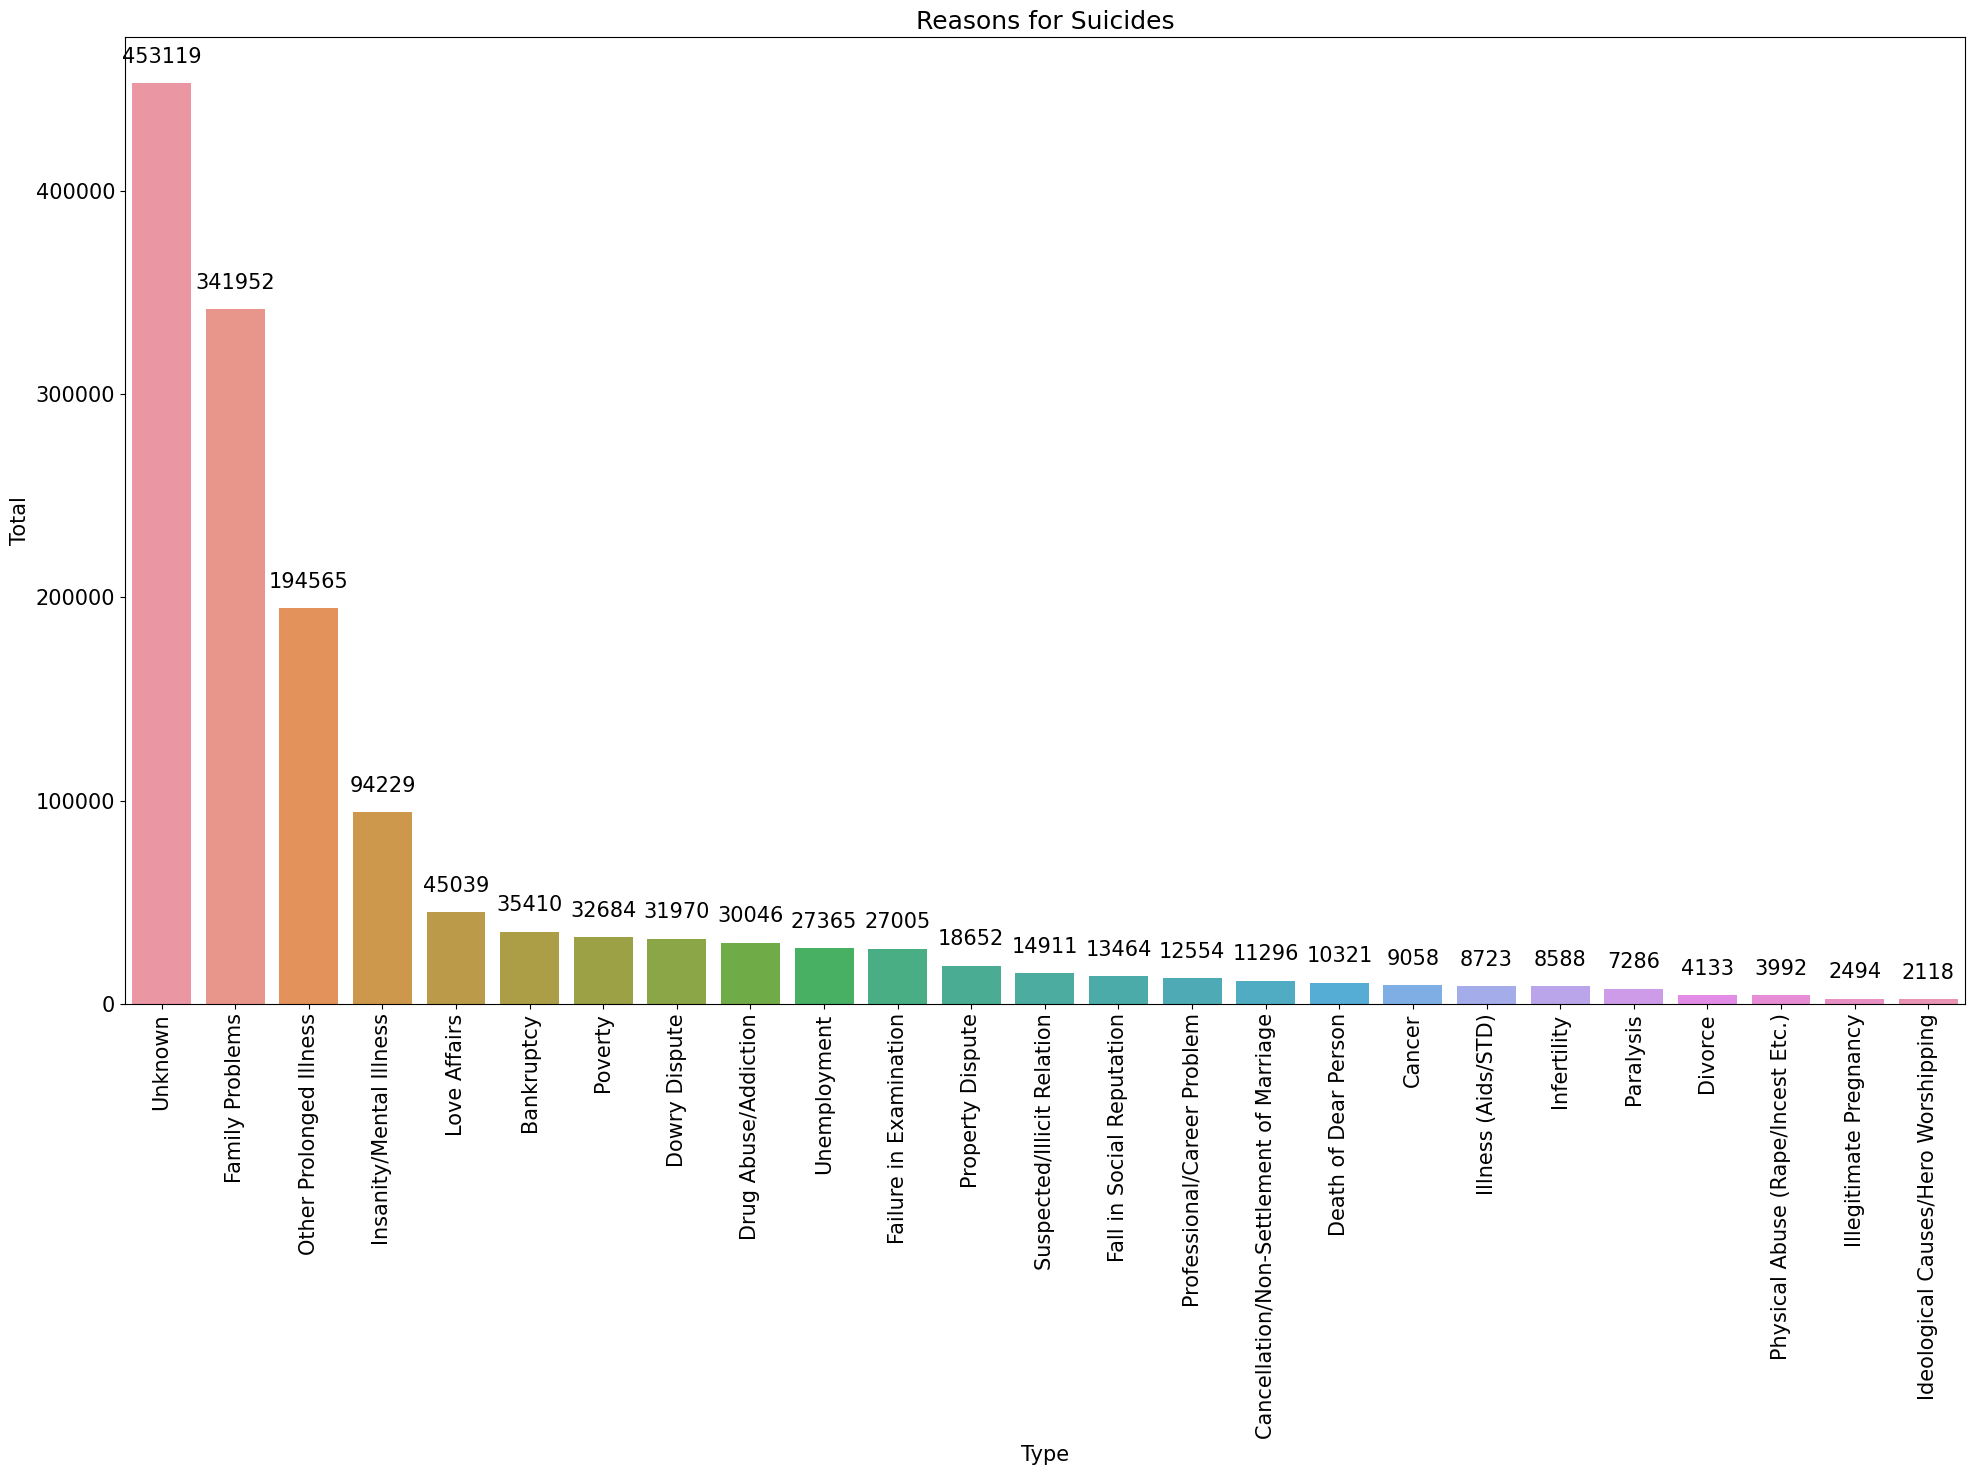 Reasons for Suicides
Total
400000
300000
200000
100000
0
453119
341952
194565
94229
45039
35410
32684
31970
30046
27365
27005
18652
14911
13464
12554
11296
10321
9058
8723
8588
7286
4133
3992
2494
2118
Unknown
Family Problems
Other Prolonged Illness
Insanity/Mental Illness
Love Affairs
Bankruptcy
Poverty
Dowry Dispute
Drug Abuse/Addiction
Unemployment
Failure in Examination
Property Dispute
Suspected/Illicit Relation
Fall in Social Reputation
Professional/Career Problem
Cancellation/Non-Settlement of Marriage
Death of Dear Person
Cancer
Illness (Aids/STD)
Infertility
Paralysis
Divorce
Physical Abuse (Rape/Incest Etc.)
Illegitimate Pregnancy
Ideological Causes/Hero Worshipping
Type